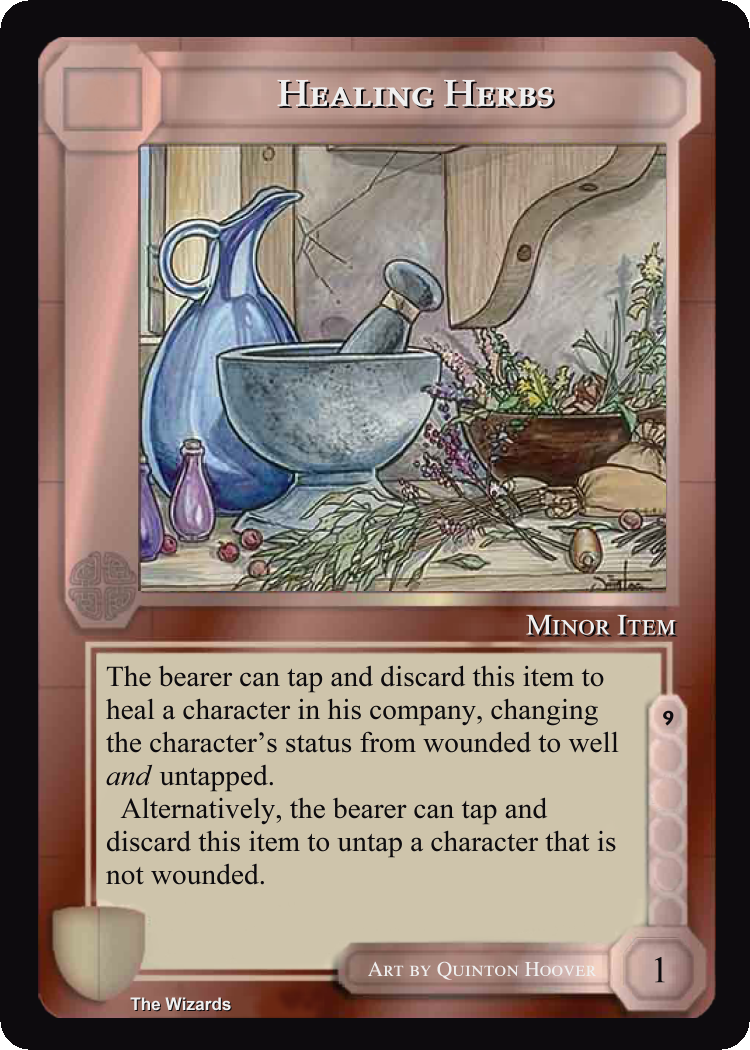 Healing Herbs
Minor Item
The bearer can tap and discard this item to
heal a character in his company, changing
the character's status from wounded to well
and untapped.
Alternatively, the bearer can tap and
discard this item to untap a character that is
not wounded.
9
Art by Quinton Hoover
1
The Wizards